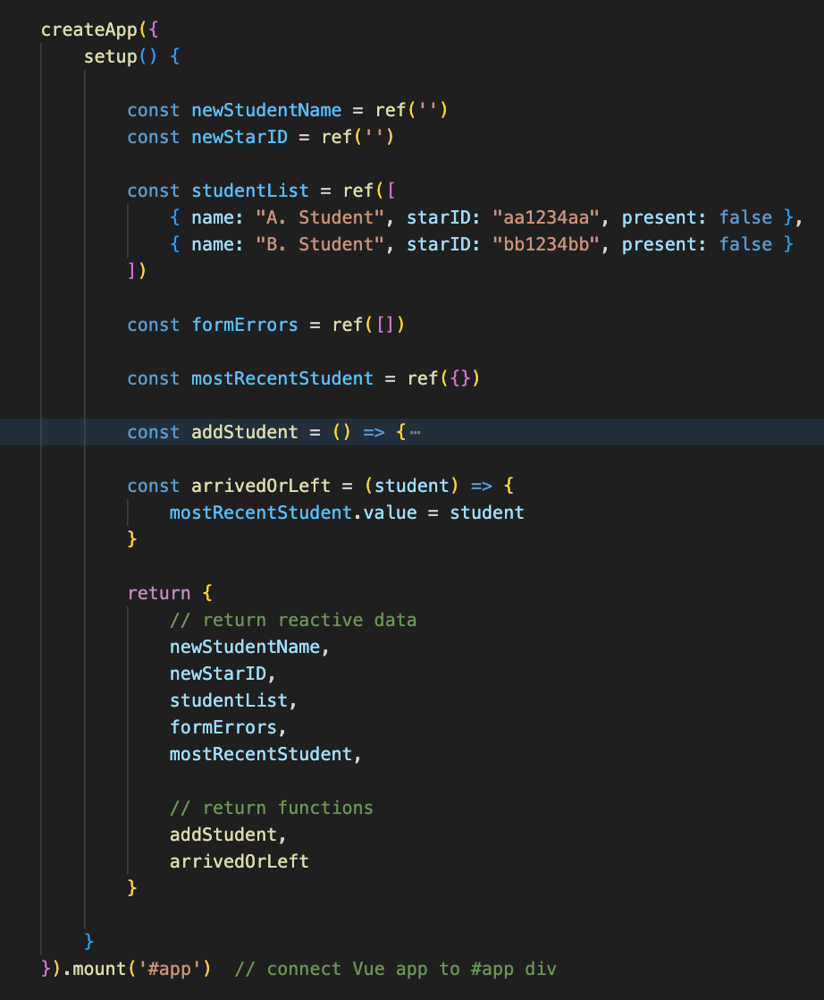 createApp({
setup() {
const newStudentName = ref('')
const newStarID = ref('')
const studentList = ref([
{ name: "A. Student", starID: "aa1234aa", present: false },
{ name: "B. Student", starID: "bb1234bb", present: false }
])
const formErrors = ref([])
const mostRecentStudent = ref({})
const addStudent = () => {⋯
const arrivedOrLeft = (student) => {
mostRecentStudent.value = student
}
return {
// return reactive data
newStudentName,
newStarID,
studentList,
formErrors,
mostRecentStudent,
// return functions
addStudent,
arrivedOrLeft
}
}
}).mount('#app')  // connect Vue app to #app div